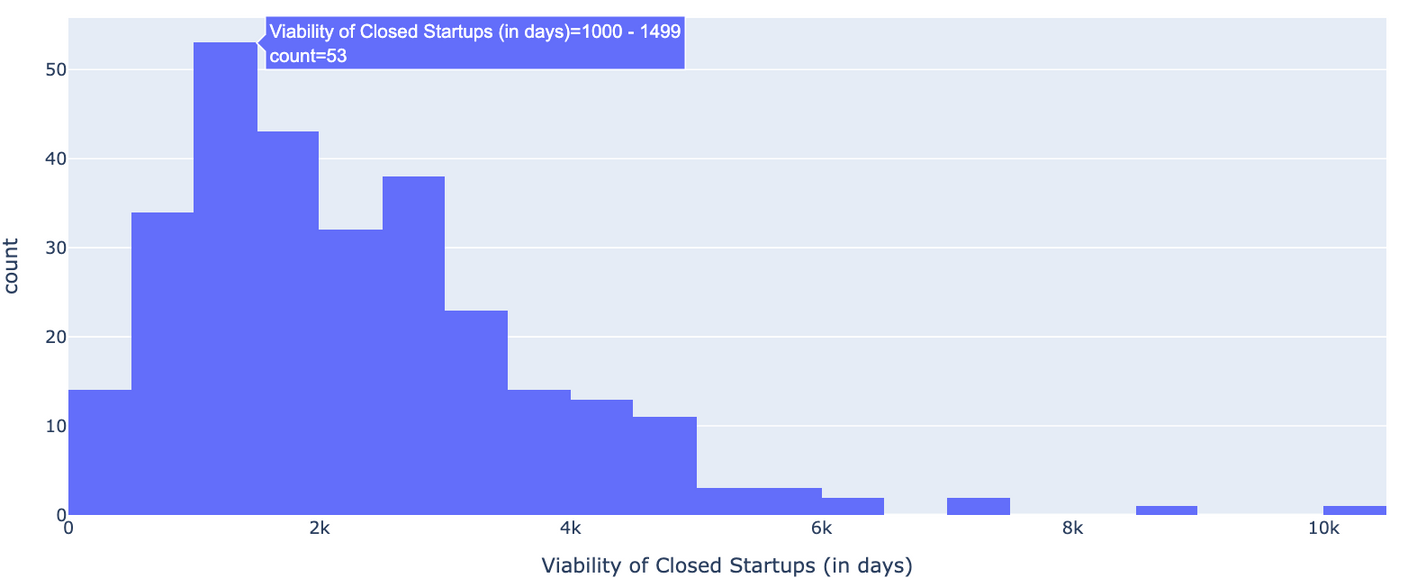 Viability of Closed Startups (in days)=1000 - 1499
count=53
50
40
30
20
10
0
count
0 2k 4k 6k 8k 10k
Viability of Closed Startups (in days)